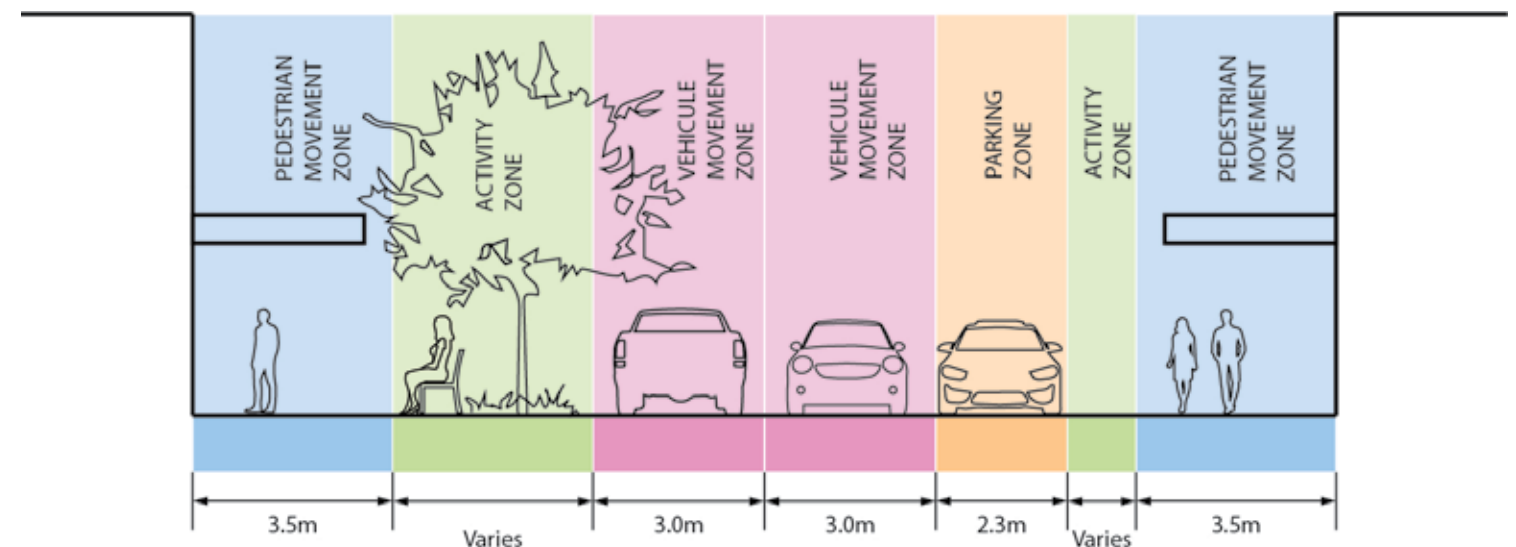 PEDESTRIAN
MOVEMENT
ZONE
ACTIVITY
ZONE
VEHICULE
MOVEMENT
ZONE
VEHICULE
MOVEMENT
ZONE
PARKING
ZONE
ACTIVITY
ZONE
PEDESTRIAN
MOVEMENT
ZONE
3.5m
Varies
3.0m
3.0m
2.3m
Varies
3.5m